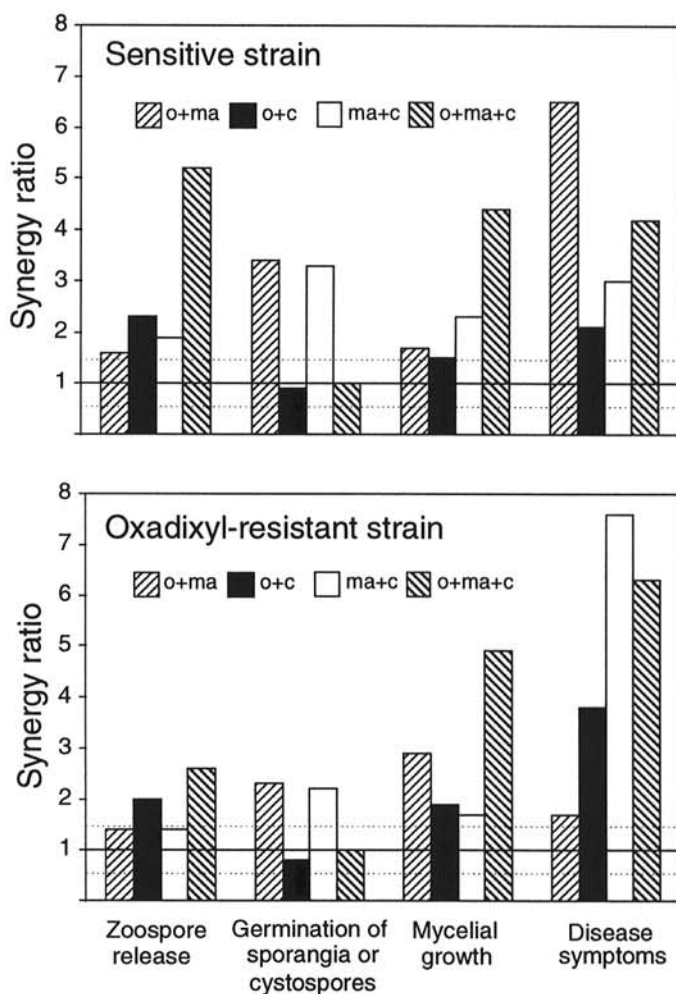 8
Sensitive strain
7
o+ma o+c ma+c o+ma+c
6
5
4
3
2
1
Synergy ratio
8
Oxadixyl-resistant strain
7
o+ma o+c ma+c o+ma+c
6
5
4
3
2
1
Synergy ratio
Zoospore
release
Germination of
sporangia or
cystospores
Mycelial
growth
Disease
symptoms